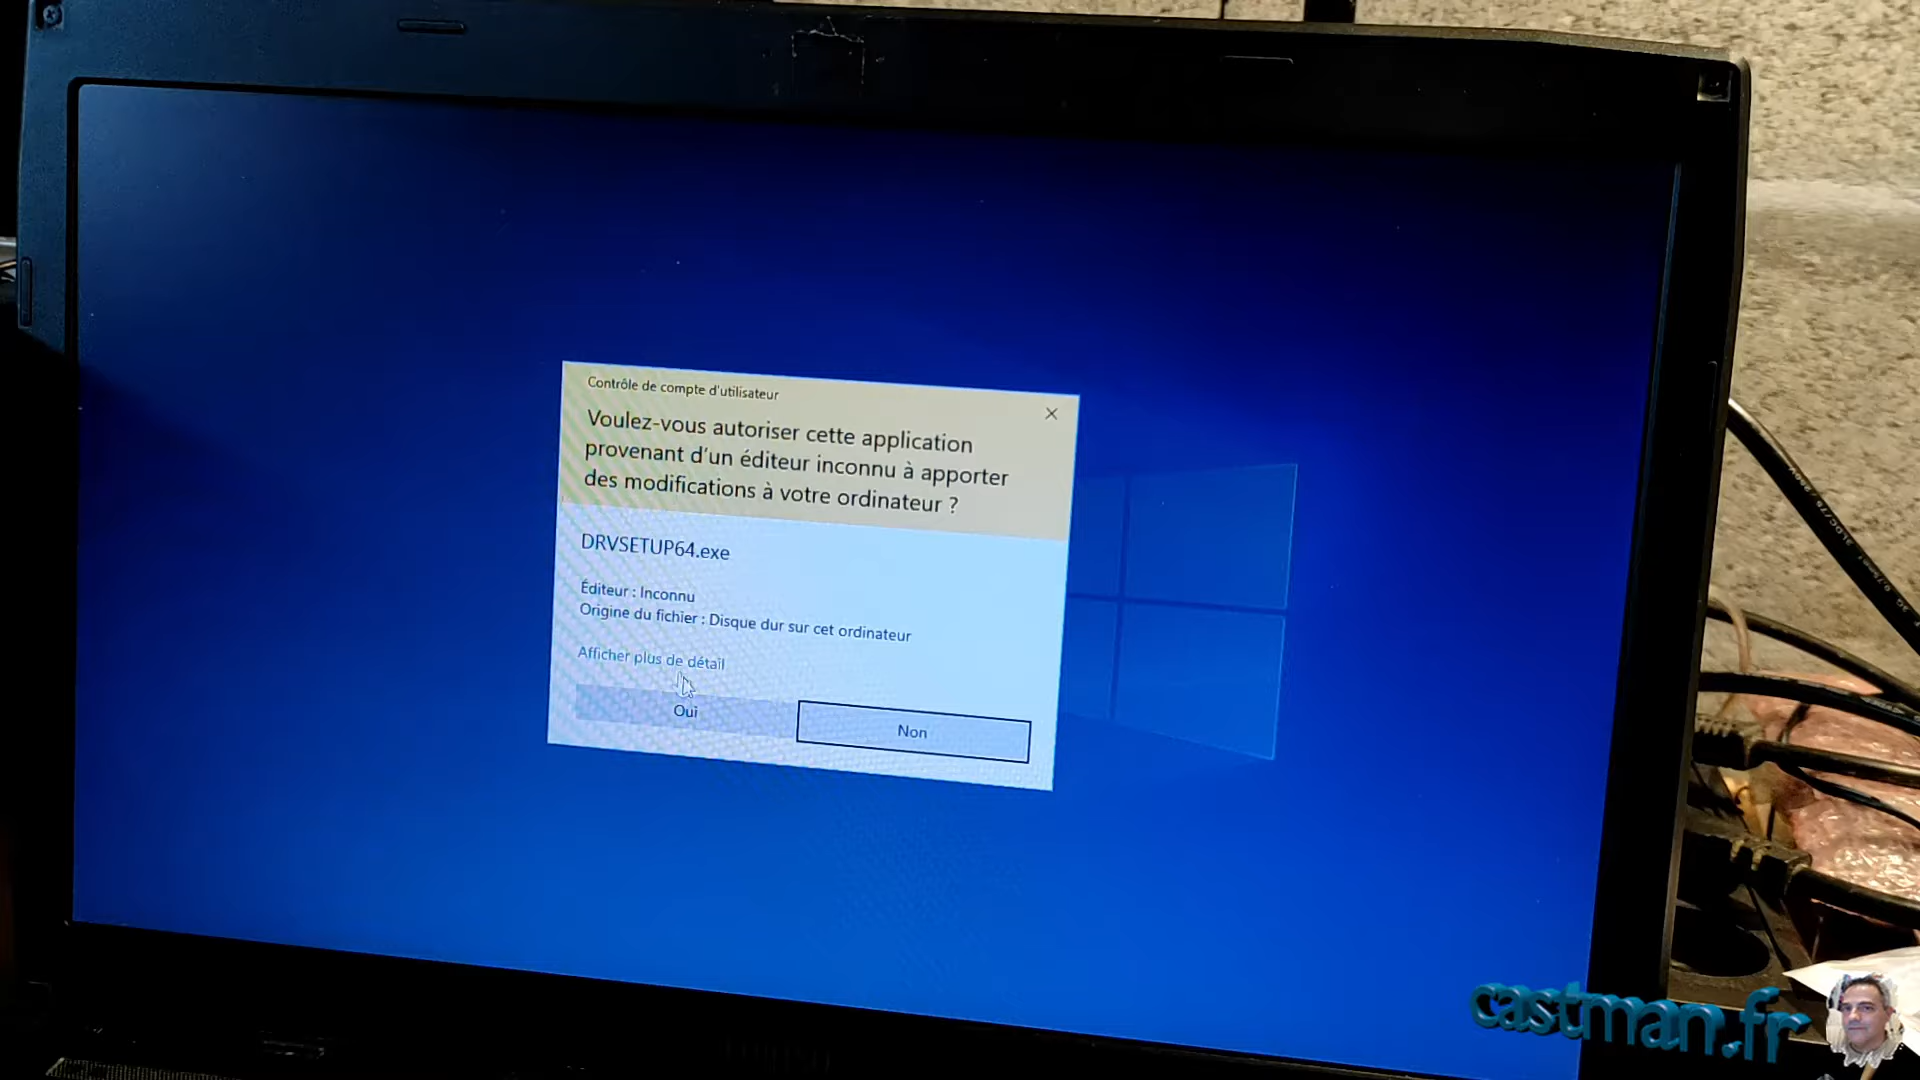 Contrôle de compte d'utilisateur
Voulez-vous autoriser cette application
provenant d'un éditeur inconnu à apporter
des modifications à votre ordinateur ?
DRVSETUP64.exe
Éditeur : Inconnu
Origine du fichier : Disque dur sur cet ordinateur
Afficher plus de détail
Oui
Non
castman.fr